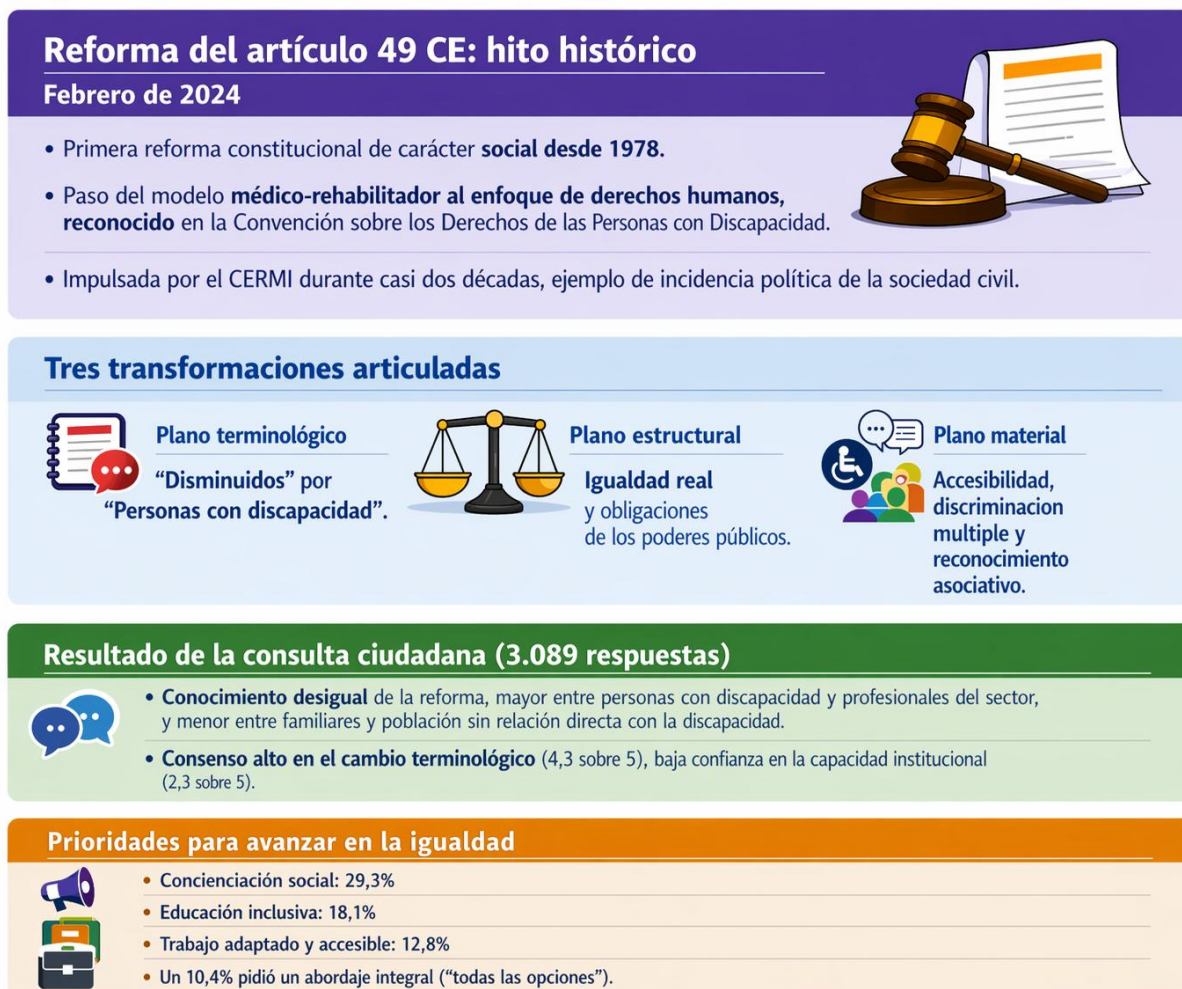 Reforma del artículo 49 CE: hito histórico
Febrero de 2024
• Primera reforma constitucional de carácter social desde 1978.
• Paso del modelo médico-rehabilitador al enfoque de derechos humanos,
reconocido en la Convención sobre los Derechos de las Personas con Discapacidad.
• Impulsada por el CERMI durante casi dos décadas, ejemplo de incidencia política de la sociedad civil.
Tres transformaciones articuladas
Plano terminológico
“Disminuidos” por
“Personas con discapacidad”.
Plano estructural
Igualdad real
y obligaciones
de los poderes públicos.
Plano material
Accesibilidad,
discriminacion
multiple y
reconocimiento
asociativo.
Resultado de la consulta ciudadana (3.089 respuestas)
• Conocimiento desigual de la reforma, mayor entre personas con discapacidad y profesionales del sector,
y menor entre familiares y población sin relación directa con la discapacidad.
• Consenso alto en el cambio terminológico (4,3 sobre 5), baja confianza en la capacidad institucional
(2,3 sobre 5).
Prioridades para avanzar en la igualdad
• Concienciación social: 29,3%
• Educación inclusiva: 18,1%
• Trabajo adaptado y accesible: 12,8%
• Un 10,4% pidió un abordaje integral (“todas las opciones”).